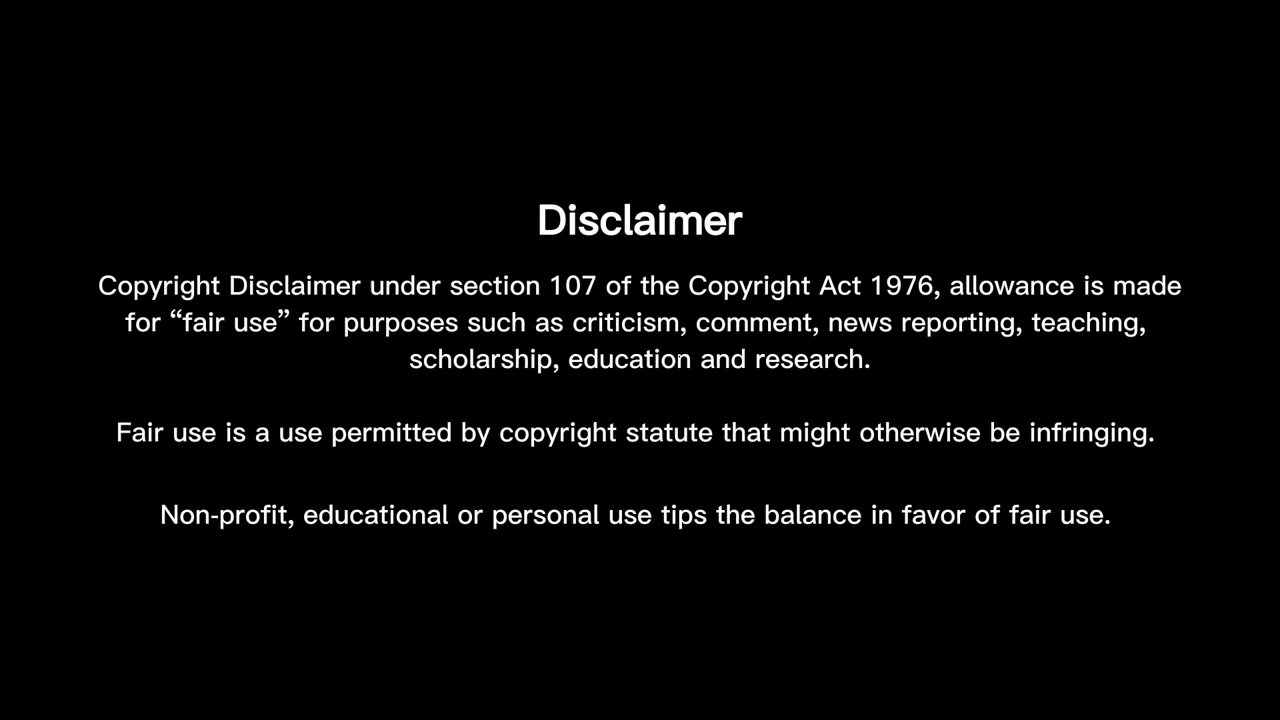 Disclaimer
Copyright Disclaimer under section 107 of the Copyright Act 1976, allowance is made
for “fair use” for purposes such as criticism, comment, news reporting, teaching,
scholarship, education and research.
Fair use is a use permitted by copyright statute that might otherwise be infringing.
Non-profit, educational or personal use tips the balance in favor of fair use.